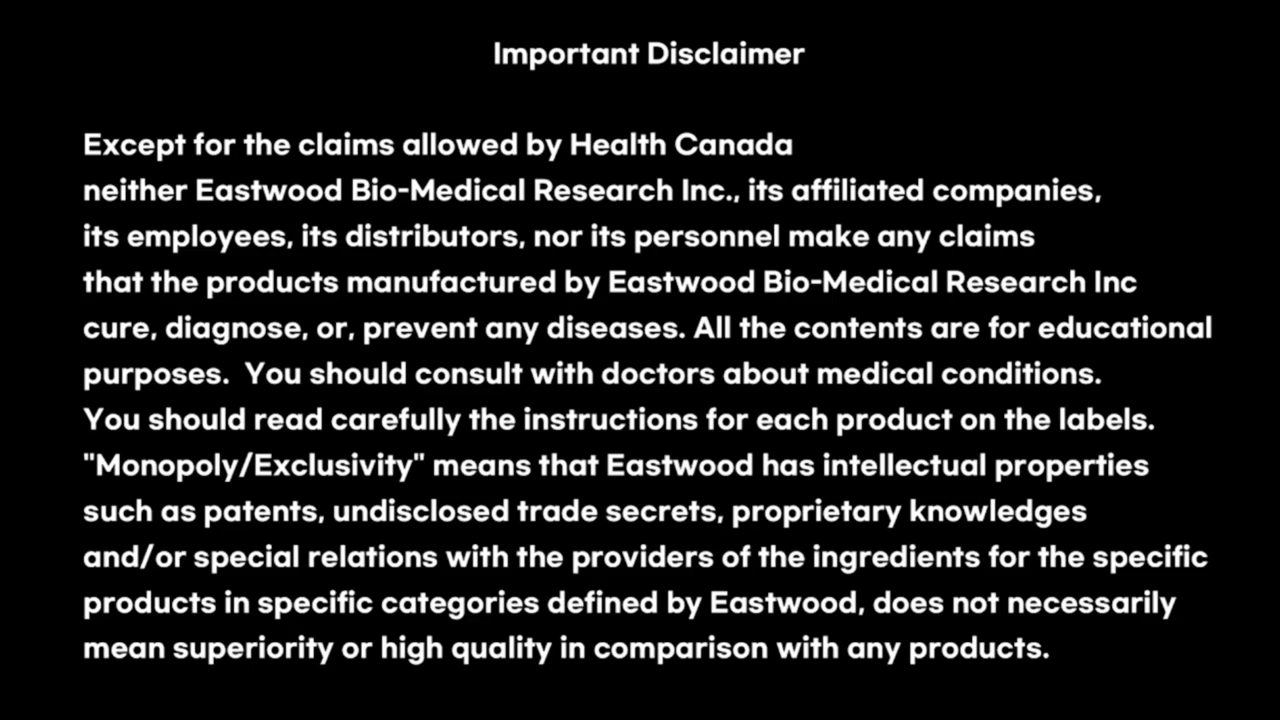 Important Disclaimer
Except for the claims allowed by Health Canada
neither Eastwood Bio-Medical Research Inc., its affiliated companies,
its employees, its distributors, nor its personnel make any claims
that the products manufactured by Eastwood Bio-Medical Research Inc
cure, diagnose, or, prevent any diseases. All the contents are for educational
purposes.  You should consult with doctors about medical conditions.
You should read carefully the instructions for each product on the labels.
"Monopoly/Exclusivity" means that Eastwood has intellectual properties
such as patents, undisclosed trade secrets, proprietary knowledges
and/or special relations with the providers of the ingredients for the specific
products in specific categories defined by Eastwood, does not necessarily
mean superiority or high quality in comparison with any products.